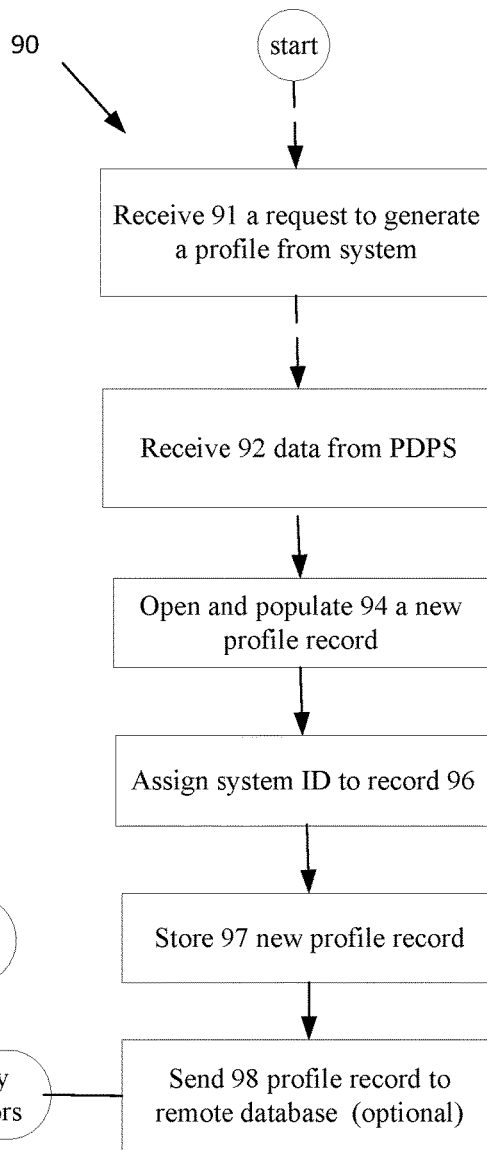 90
start
Receive 91 a request to generate
a profile from system
Receive 92 data from PDPS
Open and populate 94 a new
profile record
Assign system ID to record 96
Store 97 new profile record
Send 98 profile record to
remote database (optional)